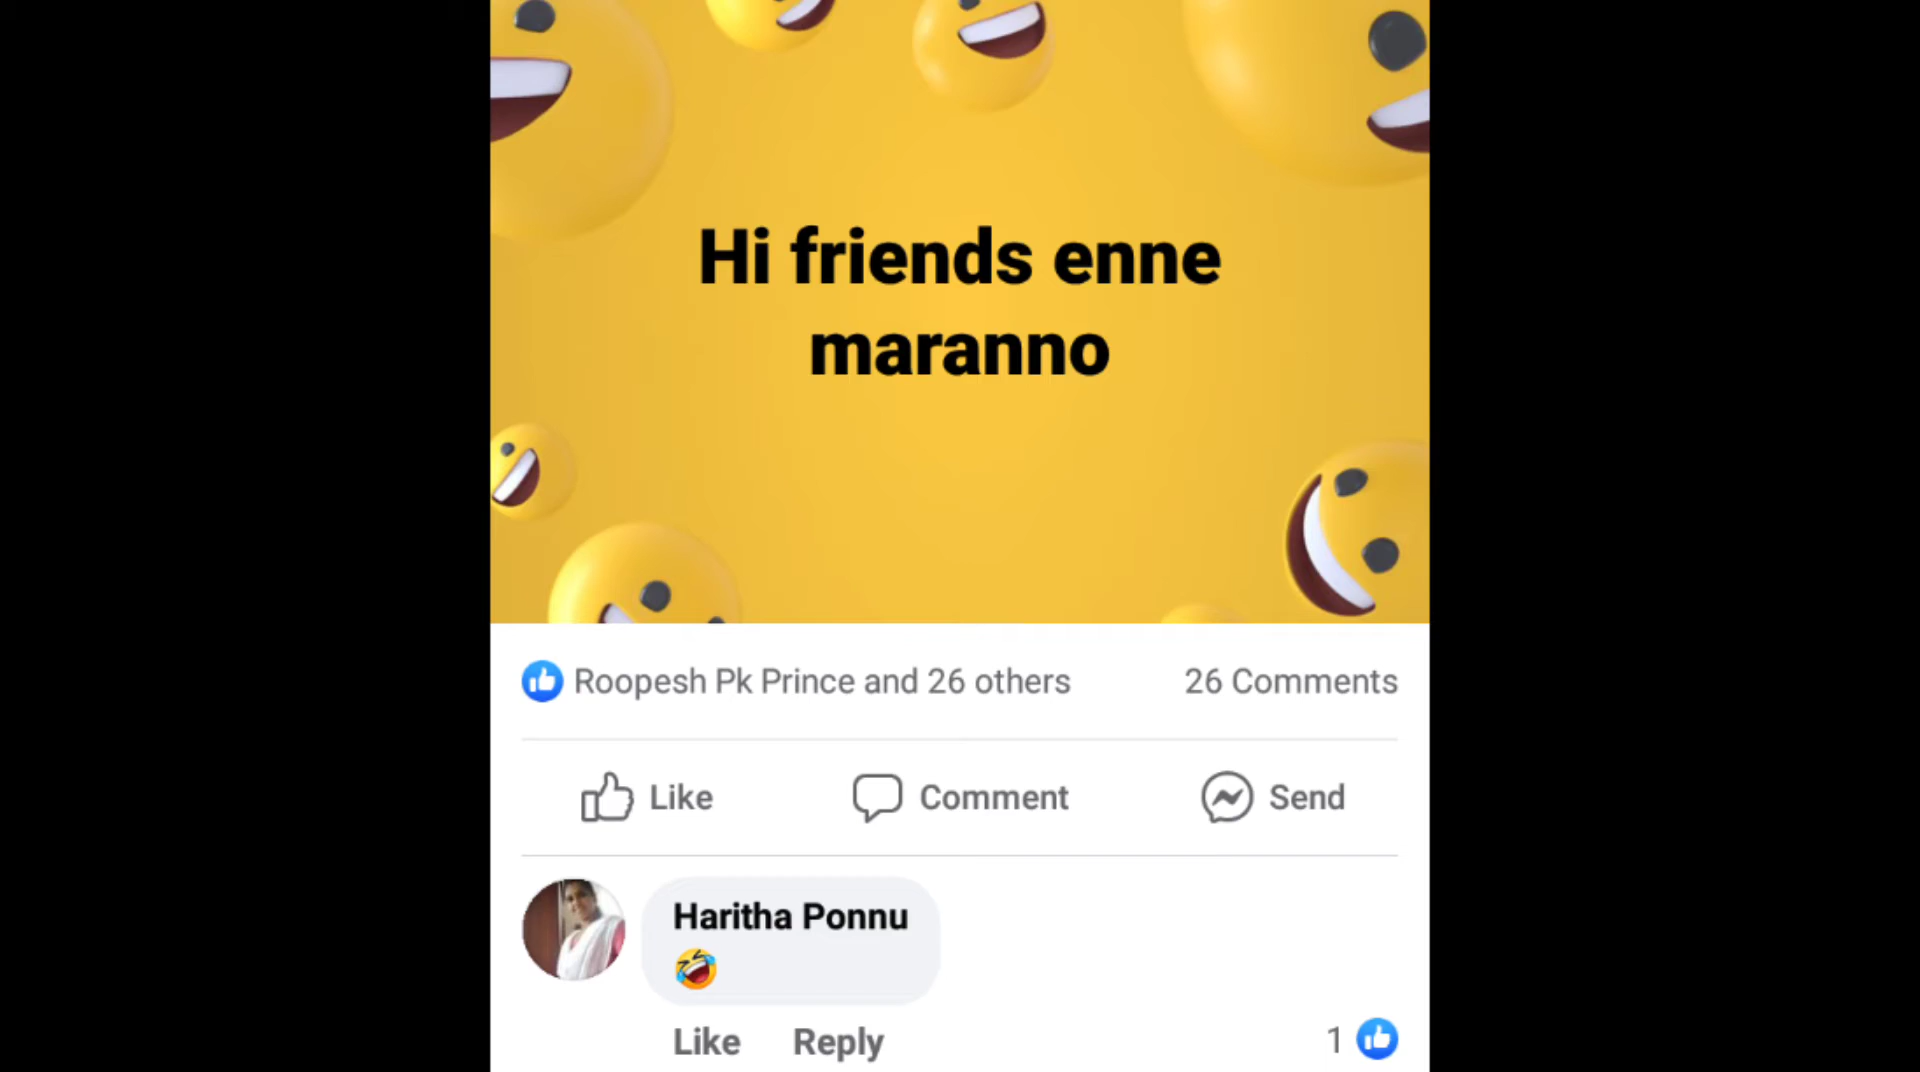 Hi friends enne
maranno
Roopesh Pk Prince and 26 others 26 Comments
Like Comment Send
Haritha Ponnu
🤣
Like Reply 1